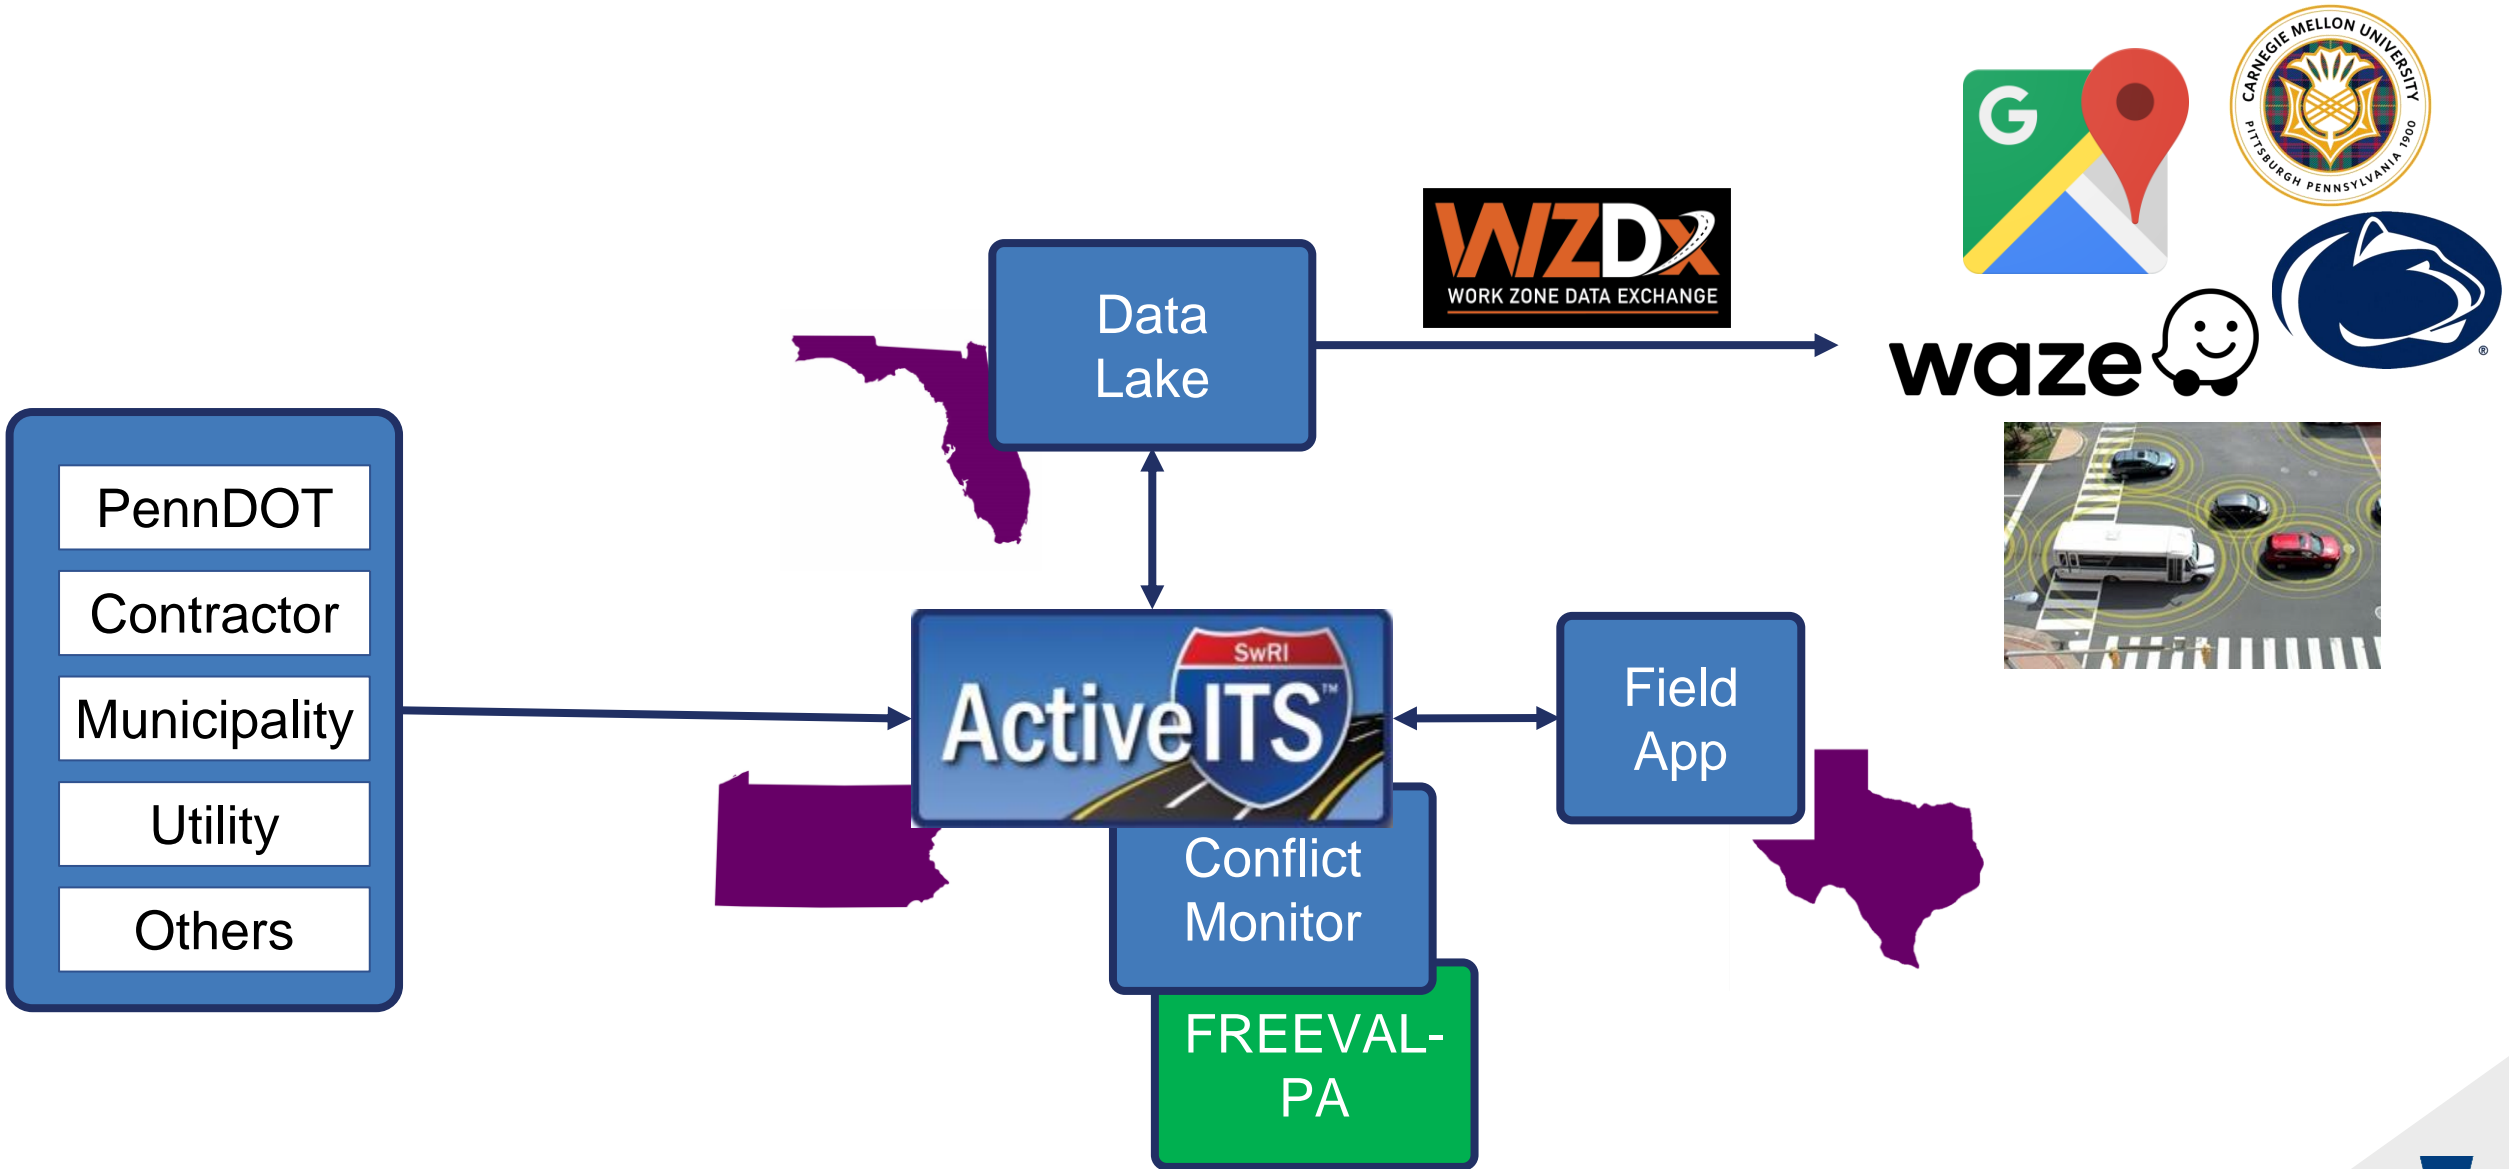 PennDOT
Contractor
Municipality
Utility
Others
Data
Lake
WZDx
WORK ZONE DATA EXCHANGE
SwRI
ActiveITS™
Conflict
Monitor
FREEVAL-
PA
Field
App
G
CARNEGIE MELLON UNIVERSITY
PITTSBURGH PENNSYLVANIA 1900
waze
®